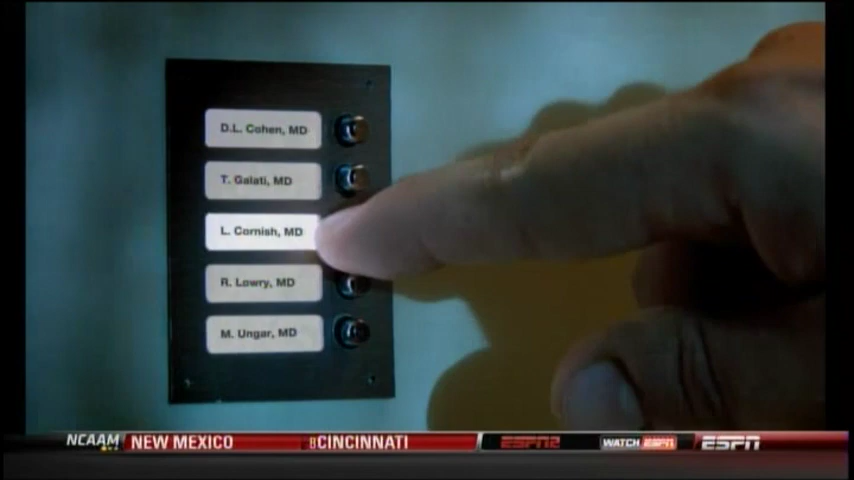 D.L. Cohen, MD
T. Galati, MD
L. Cornish, MD
R. Lowry, MD
M. Ungar, MD
NCAAM NEW MEXICO 8 CINCINNATI ESPN2 WATCH ESPN ESPN